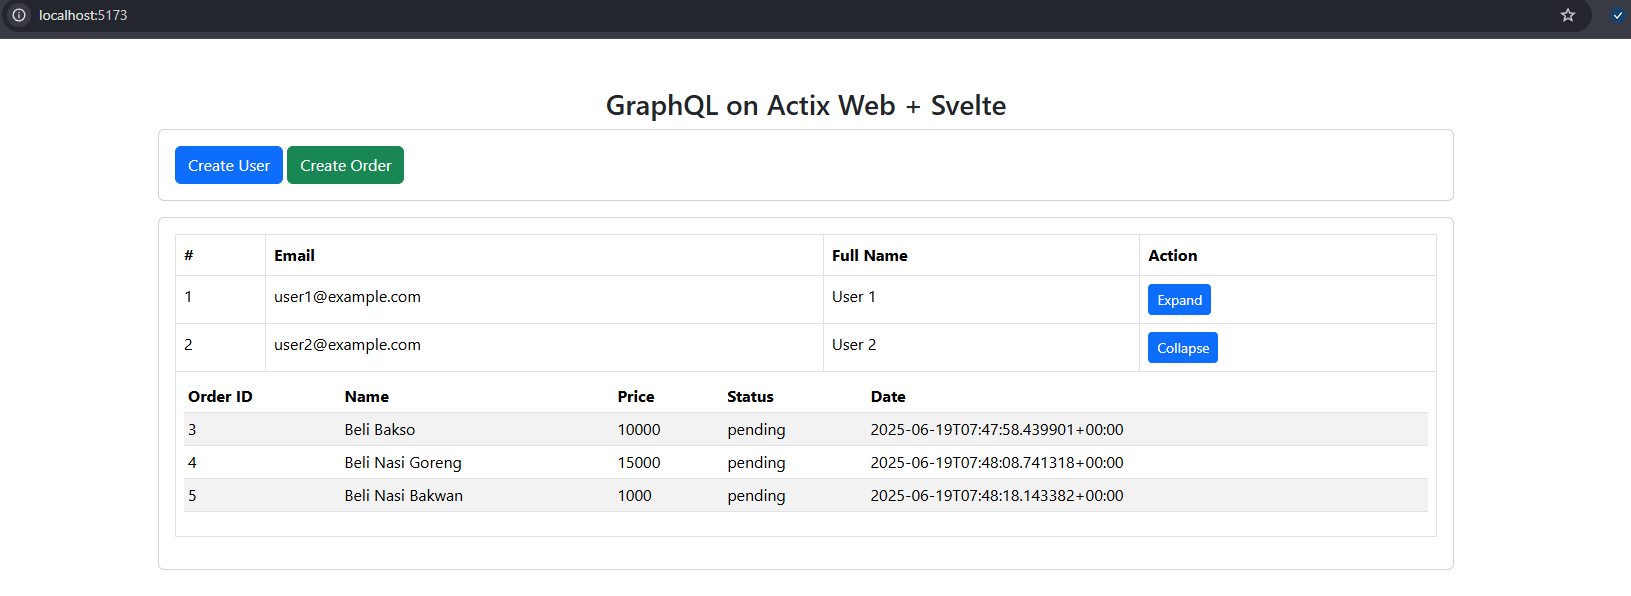 localhost:5173
GraphQL on Actix Web + Svelte
Create User Create Order
# Email Full Name Action
1 user1@example.com User 1 Expand
2 user2@example.com User 2 Collapse
Order ID Name Price Status Date
3 Beli Bakso 10000 pending 2025-06-19T07:47:58.439901+00:00
4 Beli Nasi Goreng 15000 pending 2025-06-19T07:48:08.741318+00:00
5 Beli Nasi Bakwan 1000 pending 2025-06-19T07:48:18.143382+00:00